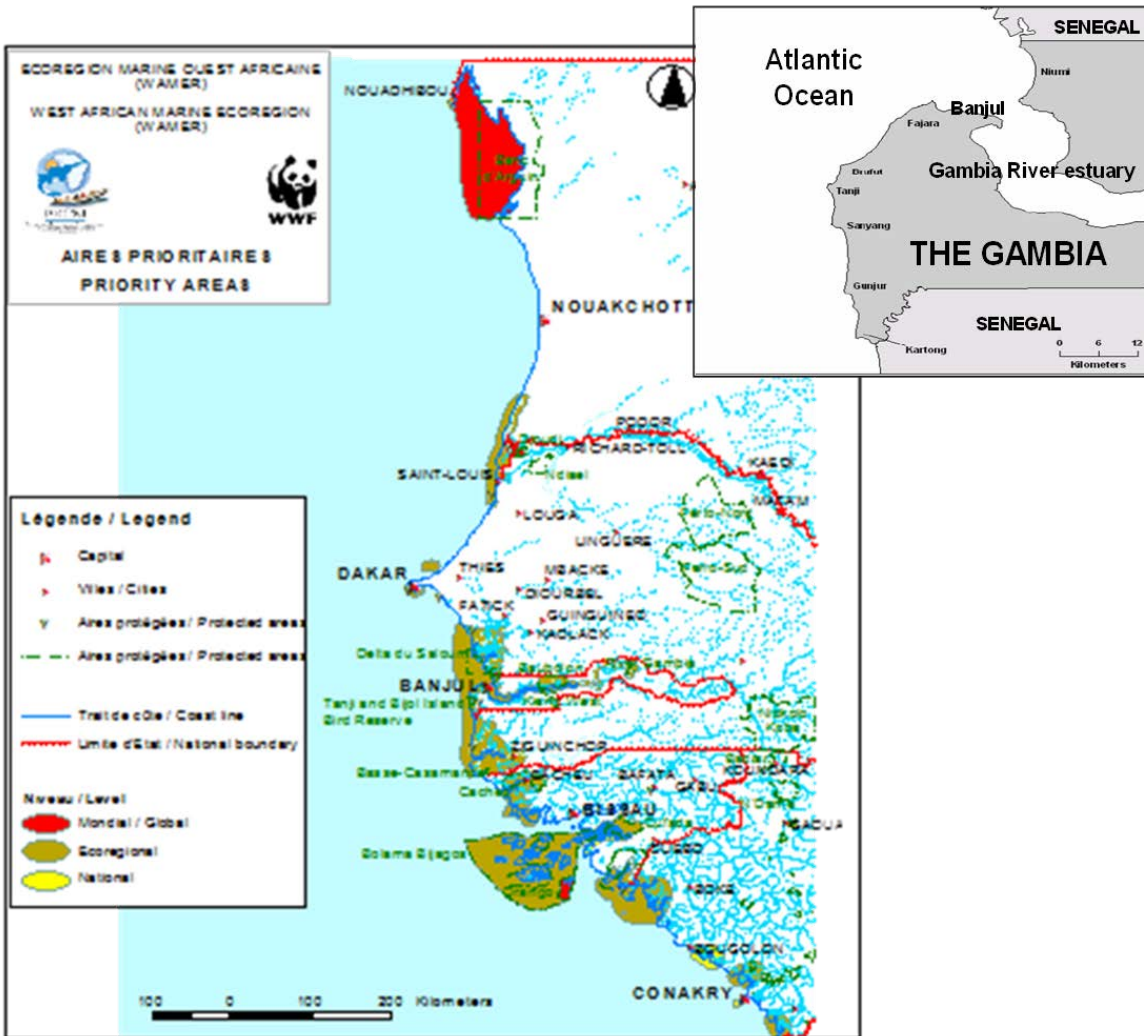 ECOREGION MARINE OUEST AFRICAINE
(WAMER)
WEST AFRICAN MARINE ECOREGION
(WAMER)
WWF
AIRES PRIORITAIRES
PRIORITY AREAS
NOUADHIBOU
NOUAKCHOTT
PODOR
RICHARD-TOLL
KAEDI
MATAM
SAINT-LOUIS
LOUGA
LINGUERE
DAKAR
THIES
MBACKE
DIOURBEL
FATICK
GUINGUINEO
KAOLACK
Delta du Saloum
BANJUL
Tanji and Bijol Island
Bird Reserve
ZIGUINCHOR
Basse-Casamance
CACHEU
BAFATA
KOUNDARA
Cacheu
GABU
BISSAU
GAOUA
Bolama Bijagos
BOKE
CONAKRY
Légende / Legend
Capital
Villes / Cities
Aires protégées / Protected areas
Aires protégées / Protected areas
Trait de côte / Coast line
Limite d'Etat / National boundary
Niveau / Level
Mondial / Global
Ecoregional
National
100 0 100 200 Kilometers
SENEGAL
Atlantic
Ocean
Niumi
Banjul
Fajara
Gambia River estuary
Brufut
Tanji
Sanyang
THE GAMBIA
Gunjur
SENEGAL
Kartong
0 6 12
Kilometers